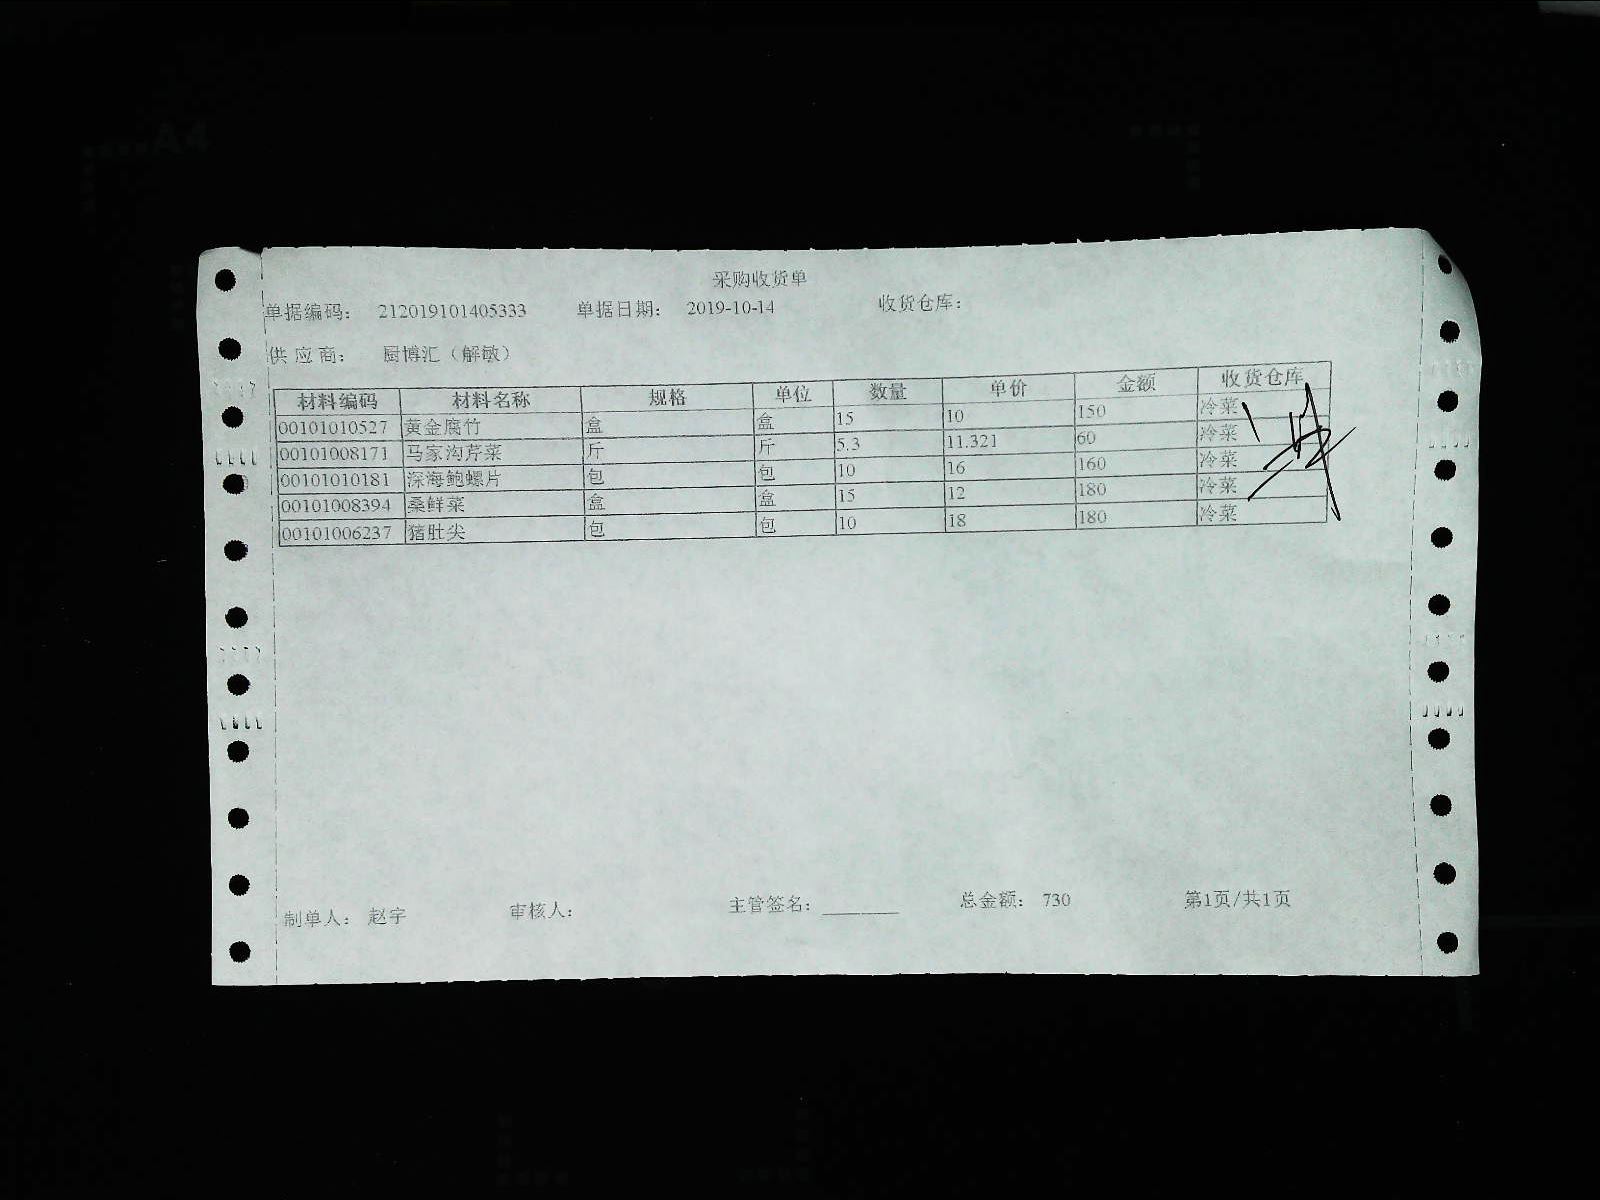 采购收货单
单据编码： 212019101405333 单据日期： 2019-10-14 收货仓库：
供应商： 厨博汇（解敏）
材料编码 材料名称 规格 单位 数量 单价 金额 收货仓库
00101010527 黄金腐竹 盒 盒 15 10 150 冷菜
00101008171 马家沟芹菜 斤 斤 5.3 11.321 60 冷菜
00101010181 深海鲍螺片 包 包 10 16 160 冷菜
00101008394 桑鲜菜 盒 盒 15 12 180 冷菜
00101006237 猪肚尖 包 包 10 18 180 冷菜
制单人： 赵宇 审核人： 主管签名： 总金额： 730 第1页/共1页